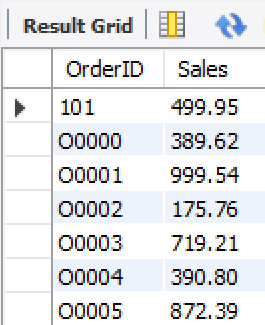 Result Grid
OrderID Sales
101 499.95
O0000 389.62
O0001 999.54
O0002 175.76
O0003 719.21
O0004 390.80
O0005 872.39